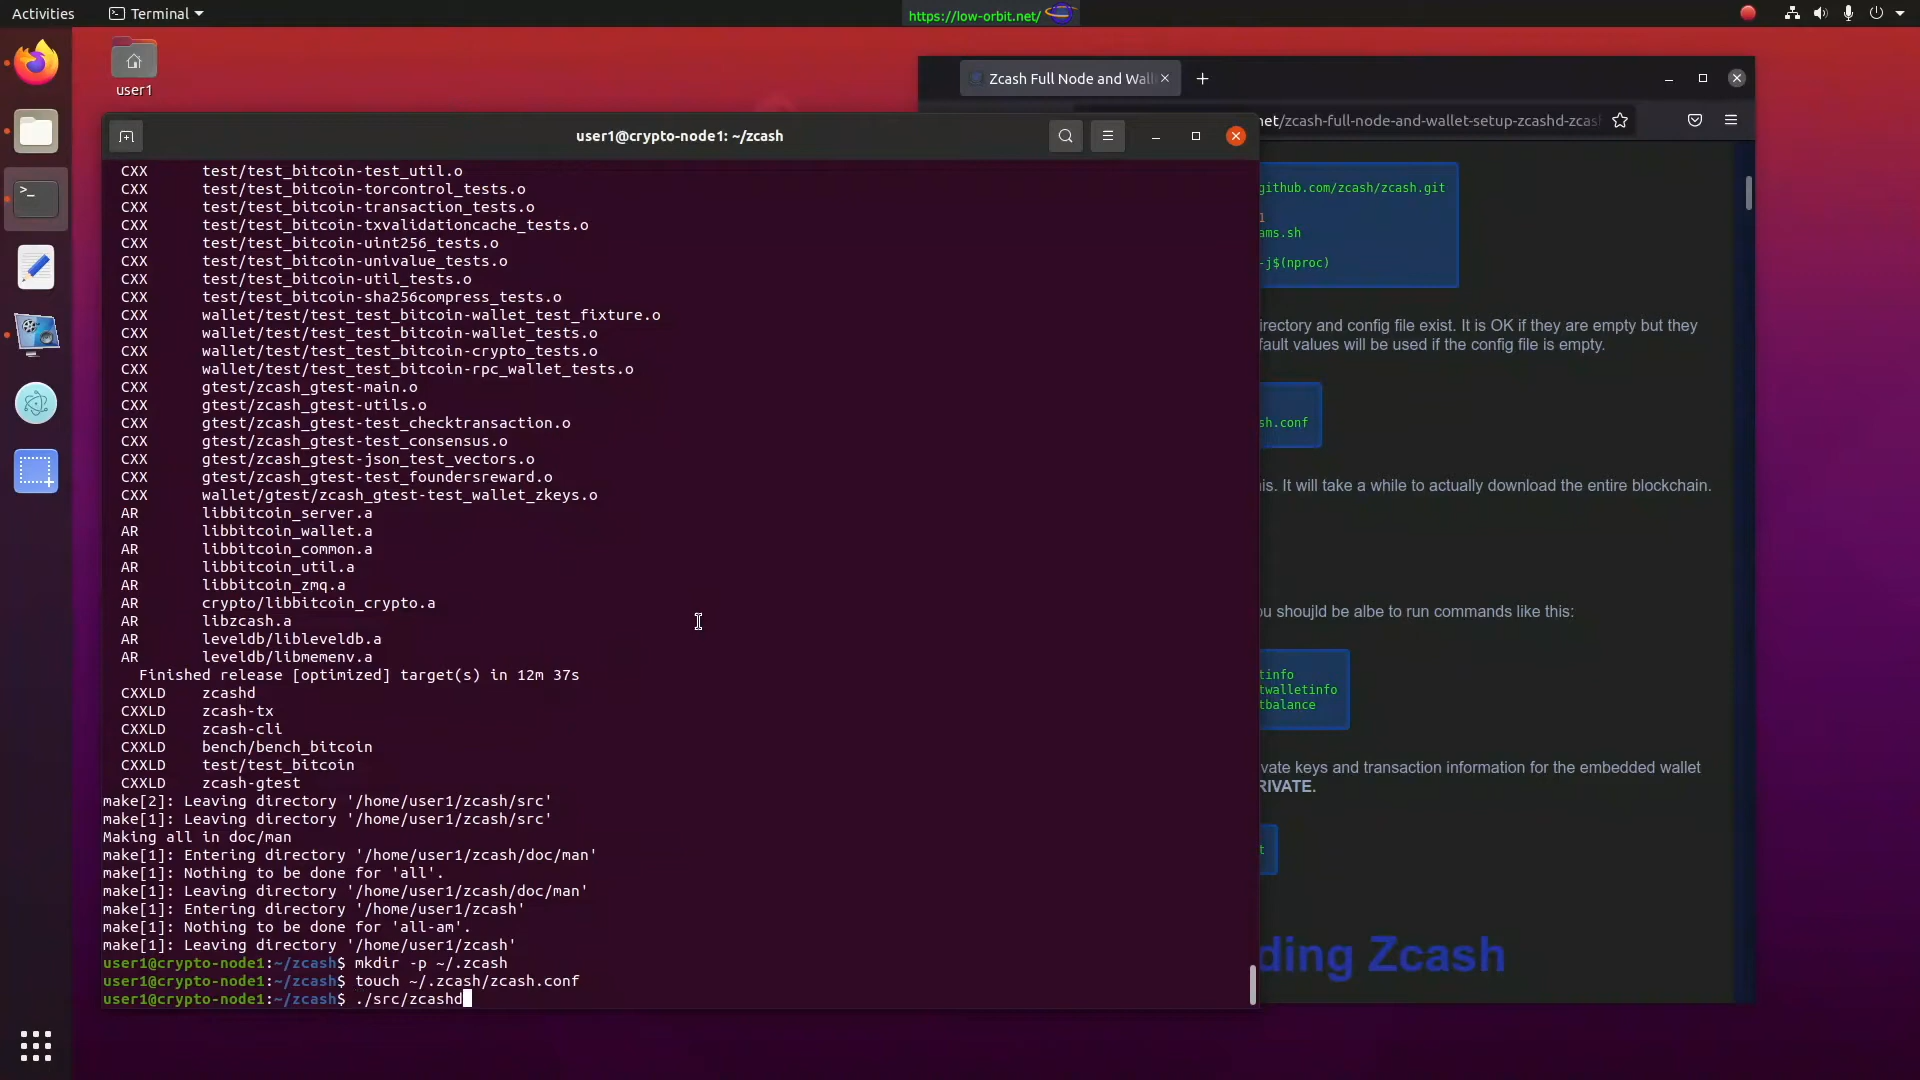 Activities
Terminal
https://low-orbit.net/
user1
Zcash Full Node and Wall
net/zcash-full-node-and-wallet-setup-zcashd-zcas
user1@crypto-node1: ~/zcash
CXX test/test_bitcoin-test_util.o
CXX test/test_bitcoin-torcontrol_tests.o
CXX test/test_bitcoin-transaction_tests.o
CXX test/test_bitcoin-txvalidationcache_tests.o
CXX test/test_bitcoin-uint256_tests.o
CXX test/test_bitcoin-univalue_tests.o
CXX test/test_bitcoin-util_tests.o
CXX test/test_bitcoin-sha256compress_tests.o
CXX wallet/test/test_test_bitcoin-wallet_test_fixture.o
CXX wallet/test/test_test_bitcoin-wallet_tests.o
CXX wallet/test/test_test_bitcoin-crypto_tests.o
CXX wallet/test/test_test_bitcoin-rpc_wallet_tests.o
CXX gtest/zcash_gtest-main.o
CXX gtest/zcash_gtest-utils.o
CXX gtest/zcash_gtest-test_checktransaction.o
CXX gtest/zcash_gtest-test_consensus.o
CXX gtest/zcash_gtest-json_test_vectors.o
CXX gtest/zcash_gtest-test_foundersreward.o
CXX wallet/gtest/zcash_gtest-test_wallet_zkeys.o
AR libbitcoin_server.a
AR libbitcoin_wallet.a
AR libbitcoin_common.a
AR libbitcoin_util.a
AR libbitcoin_zmq.a
AR crypto/libbitcoin_crypto.a
AR libzcash.a
AR leveldb/libleveldb.a
AR leveldb/libmemenv.a
Finished release [optimized] target(s) in 12m 37s
CXXLD zcashd
CXXLD zcash-tx
CXXLD zcash-cli
CXXLD bench/bench_bitcoin
CXXLD test/test_bitcoin
CXXLD zcash-gtest
make[2]: Leaving directory '/home/user1/zcash/src'
make[1]: Leaving directory '/home/user1/zcash/src'
Making all in doc/man
make[1]: Entering directory '/home/user1/zcash/doc/man'
make[1]: Nothing to be done for 'all'.
make[1]: Leaving directory '/home/user1/zcash/doc/man'
make[1]: Entering directory '/home/user1/zcash'
make[1]: Nothing to be done for 'all-am'.
make[1]: Leaving directory '/home/user1/zcash'
user1@crypto-node1:~/zcash$ mkdir -p ~/.zcash
user1@crypto-node1:~/zcash$ touch ~/.zcash/zcash.conf
user1@crypto-node1:~/zcash$ ./src/zcashd
github.com/zcash/zcash.git
1
ams.sh
-j$(nproc)
irectory and config file exist. It is OK if they are empty but they
fault values will be used if the config file is empty.
sh.conf
his. It will take a while to actually download the entire blockchain.
ou shoujld be albe to run commands like this:
tinfo
twalletinfo
tbalance
vate keys and transaction information for the embedded wallet
RIVATE.
t
ding Zcash